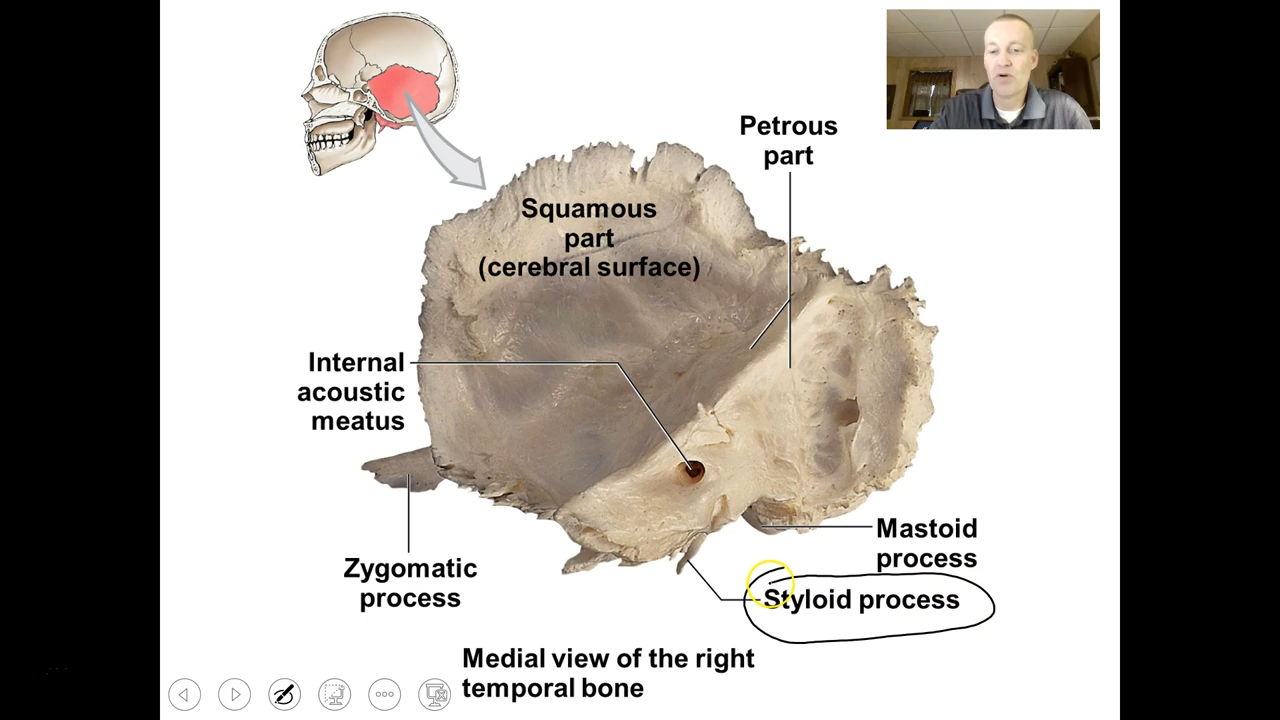 Petrous
part
Squamous
part
(cerebral surface)
Internal
acoustic
meatus
Mastoid
process
Zygomatic
process
Styloid process
Medial view of the right
temporal bone